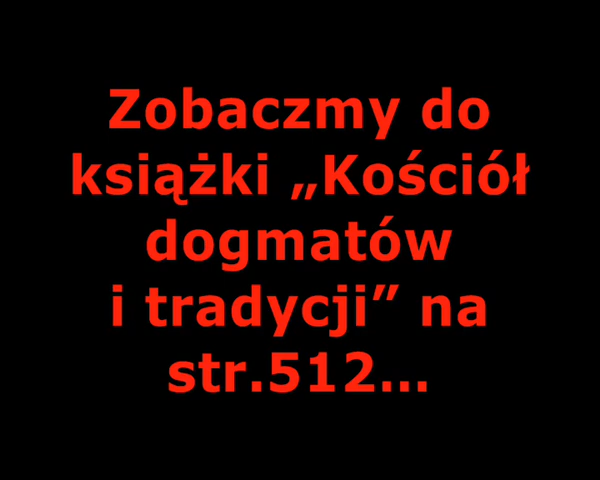 Zobaczmy do
książki „Kościół
dogmatów
i tradycji” na
str.512...